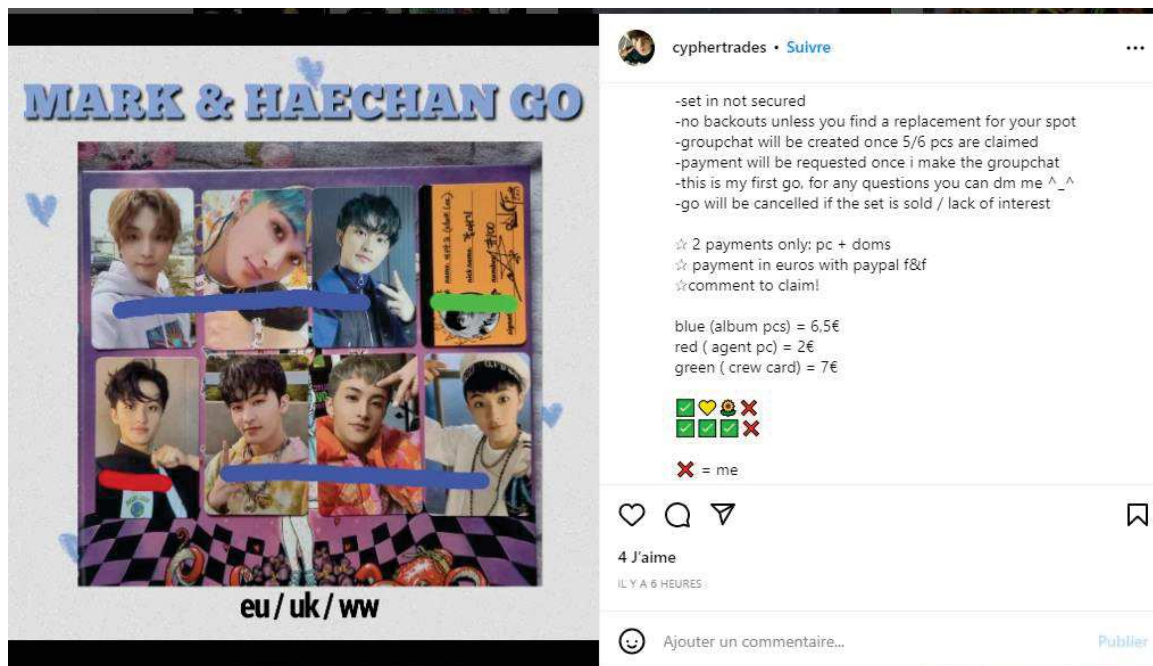 MARK & HAECHAN GO
eu / uk / ww
cyphertrades • Suivre
-set in not secured
-no backouts unless you find a replacement for your spot
-groupchat will be created once 5/6 pcs are claimed
-payment will be requested once i make the groupchat
-this is my first go, for any questions you can dm me ^_^
-go will be cancelled if the set is sold / lack of interest
☆ 2 payments only: pc + doms
☆ payment in euros with paypal f&f
☆comment to claim!
blue (album pcs) = 6,5€
red ( agent pc) = 2€
green ( crew card) = 7€
✅💛🌻❌
✅✅✅❌
❌ = me
4 J'aime
IL Y A 6 HEURES
Ajouter un commentaire...
Publier